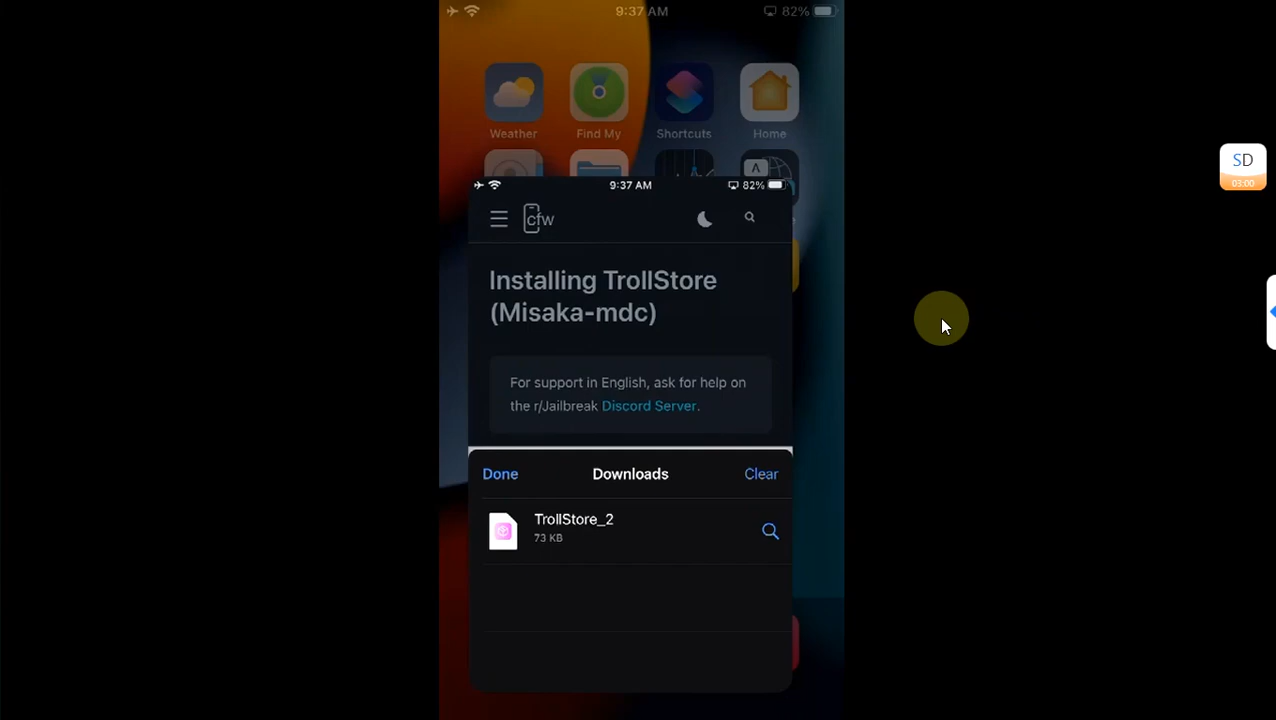 9:37 AM
82%
Weather
Find My
Shortcuts
Home
A
9:37 AM
82%
cfw
Installing TrollStore
(Misaka-mdc)
For support in English, ask for help on
the r/Jailbreak Discord Server.
Done
Downloads
Clear
TrollStore_2
73 KB
SD
03:00